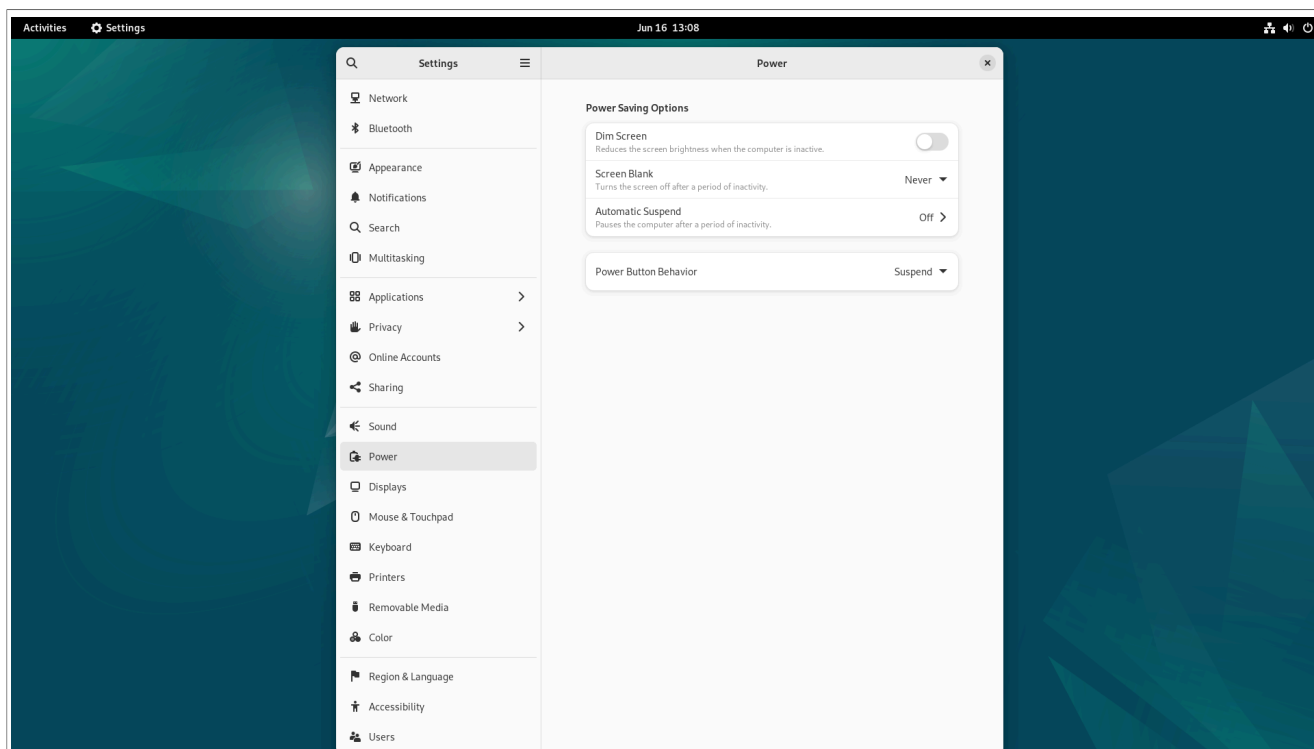 Activities Settings Jun 16 13:08
Settings
Power
Network
Bluetooth
Appearance
Notifications
Search
Multitasking
Applications
Privacy
Online Accounts
Sharing
Sound
Power
Displays
Mouse & Touchpad
Keyboard
Printers
Removable Media
Color
Region & Language
Accessibility
Users
Power Saving Options
Dim Screen
Reduces the screen brightness when the computer is inactive.
Screen Blank
Turns the screen off after a period of inactivity.
Never
Automatic Suspend
Pauses the computer after a period of inactivity.
Off
Power Button Behavior
Suspend